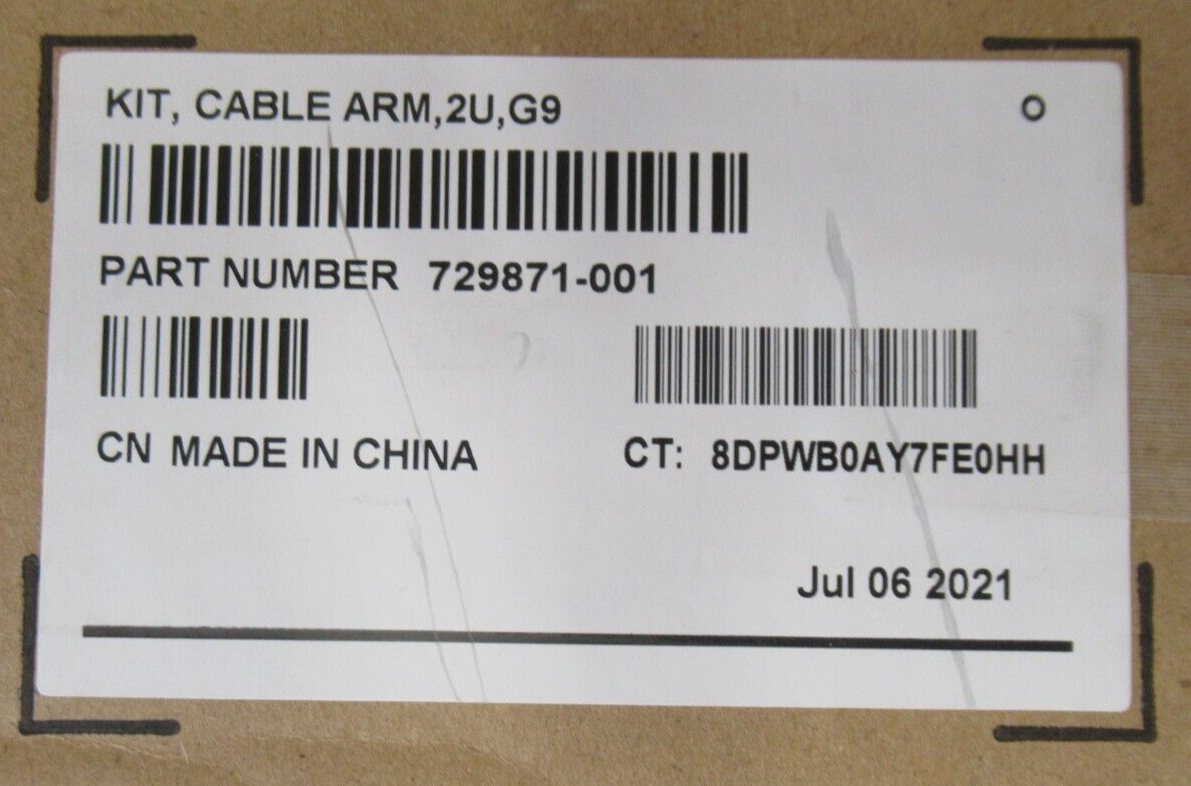 KIT, CABLE ARM,2U,G9 O
PART NUMBER 729871-001
CN MADE IN CHINA CT: 8DPWB0AY7FE0HH
Jul 06 2021